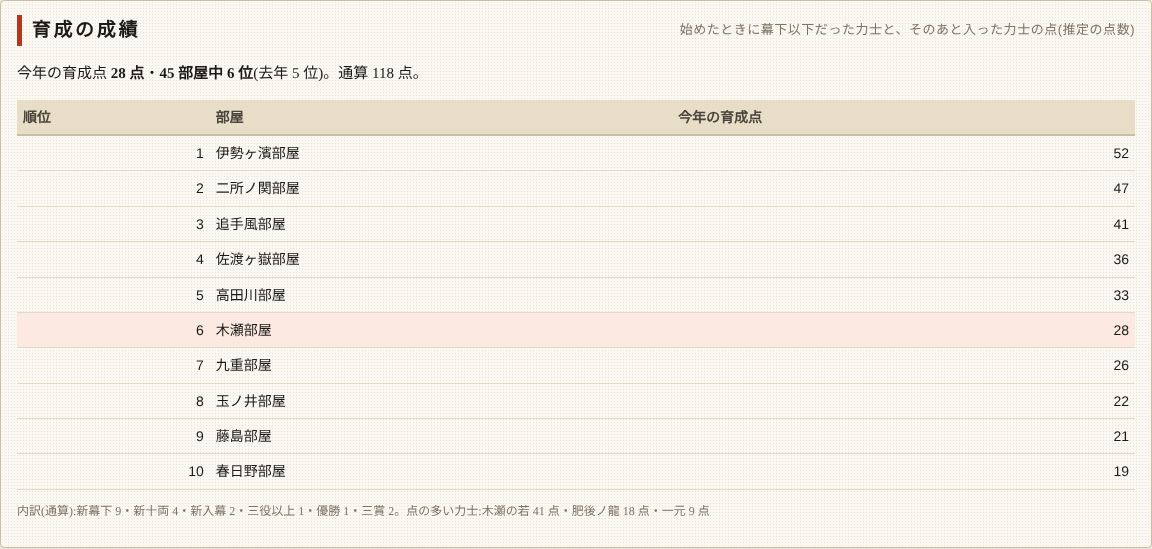 育成の成績
始めたときに幕下以下だった力士と、そのあと入った力士の点(推定の点数)
今年の育成点 28 点・45 部屋中 6 位(去年 5 位)。通算 118 点。
順位 部屋 今年の育成点
1 伊勢ヶ濱部屋 52
2 二所ノ関部屋 47
3 追手風部屋 41
4 佐渡ヶ嶽部屋 36
5 高田川部屋 33
6 木瀬部屋 28
7 九重部屋 26
8 玉ノ井部屋 22
9 藤島部屋 21
10 春日野部屋 19
内訳(通算):新幕下 9・新十両 4・新入幕 2・三役以上 1・優勝 1・三賞 2。点の多い力士:木瀬の若 41 点・肥後ノ龍 18 点・一元 9 点